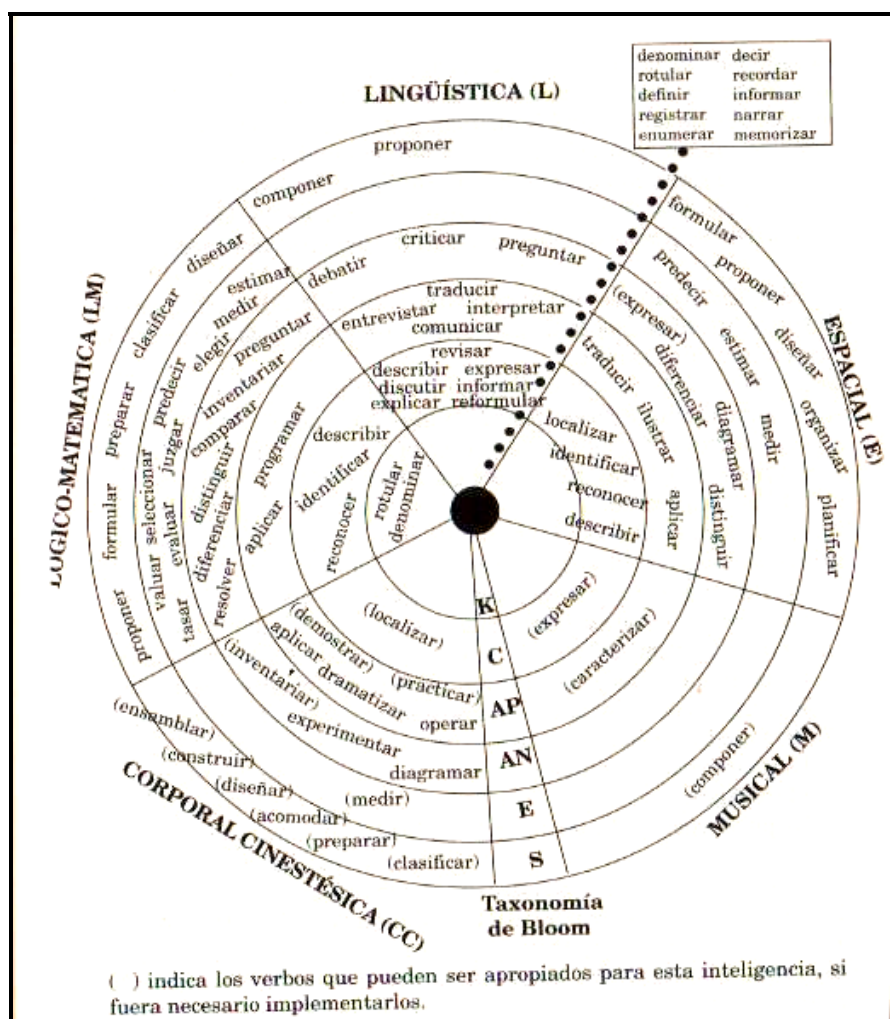 denominar decir
rotular recordar
definir informar
registrar narrar
enumerar memorizar
LINGÜÍSTICA (L)
proponer
componer
criticar
preguntar
debatir
traducir
entrevistar interpretar
comunicar
revisar
describir expresar
discutir informar
explicar reformular
LÓGICO-MATEMATICA (LM)
diseñar
clasificar
preparar
formular
proponer
estimar
medir
elegir
predecir
juzgar
seleccionar
evaluar
valuar
tasar
preguntar
inventariar
comparar
distinguir
diferenciar
resolver
programar
aplicar
describir
identificar
reconocer
rotular
denominar
ESPACIAL (E)
formular
proponer
diseñar
organizar
planificar
predecir
estimar
medir
(expresar)
diferenciar
diagramar
distinguir
traducir
ilustrar
aplicar
localizar
identificar
reconocer
describir
MUSICAL (M)
(expresar)
(caracterizar)
(componer)
CORPORAL CINESTÉSICA (CC)
(localizar)
(demostrar)
(practicar)
aplicar dramatizar
operar
(inventariar)
experimentar
diagramar
(medir)
(ensamblar)
(construir)
(diseñar)
(acomodar)
(preparar)
(clasificar)
K
C
AP
AN
E
S
Taxonomía
de Bloom
( ) indica los verbos que pueden ser apropiados para esta inteligencia, si
fuera necesario implementarlos.